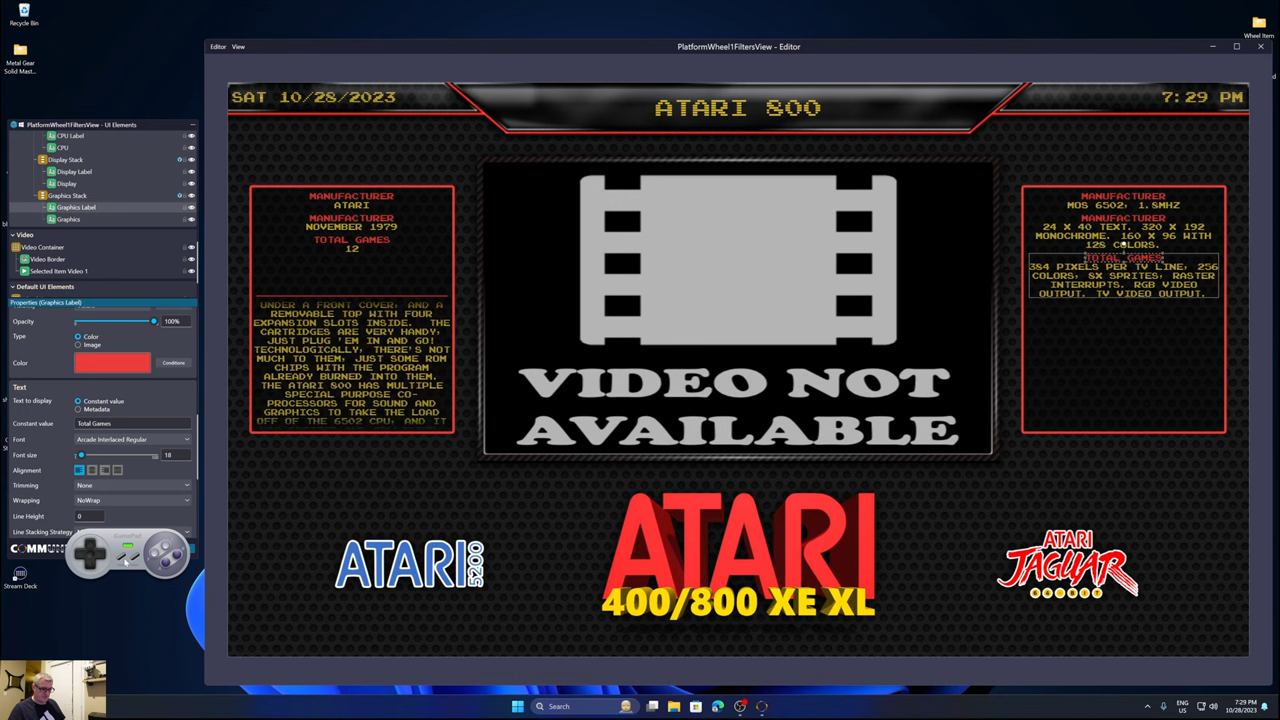 Recycle Bin
Metal Gear
Solid Mast...
Wheel Item
Editor View
PlatformWheel1FiltersView - Editor
SAT 10/28/2023
ATARI 800
7:29 PM
PlatformWheel1FiltersView - UI Elements
CPU Label
CPU
Display Stack
Display Label
Display
Graphics Stack
Graphics Label
Graphics
Video
Video Container
Video Border
Selected Item Video 1
Default UI Elements
Properties (Graphics Label)
Opacity
100%
Type
Color
Image
Color
Conditions
Text
Text to display
Constant value
Metadata
Constant value
Total Games
Font
Arcade Interlaced Regular
Font size
18
Alignment
Trimming
None
Wrapping
NoWrap
Line Height
0
Line Stacking Strategy
GamePad
Stream Deck
MANUFACTURER
ATARI
MANUFACTURER
NOVEMBER 1979
TOTAL GAMES
12
UNDER A FRONT COVER, AND A
REMOVABLE TOP WITH FOUR
EXPANSION SLOTS INSIDE. THE
CARTRIDGES ARE VERY HANDY,
JUST PLUG 'EM IN AND GO!
TECHNOLOGICALLY, THERE'S NOT
MUCH TO THEM, JUST SOME ROM
CHIPS WITH THE PROGRAM
ALREADY BURNED INTO THEM.
THE ATARI 800 HAS MULTIPLE
SPECIAL PURPOSE CO-
PROCESSORS FOR SOUND AND
GRAPHICS TO TAKE THE LOAD
OFF OF THE 6502 CPU, AND IT
VIDEO NOT
AVAILABLE
MANUFACTURER
MOS 6502, 1.8MHZ
MANUFACTURER
24 X 40 TEXT. 320 X 192
MONOCHROME. 160 X 96 WITH
128 COLORS.
TOTAL GAMES
384 PIXELS PER TV LINE, 256
COLORS, 8X SPRITES, RASTER
INTERRUPTS. RGB VIDEO
OUTPUT. TV VIDEO OUTPUT.
ATARI 5200
ATARI
400/800 XE XL
ATARI
JAGUAR
64-BIT
Search
ENG
US
7:29 PM
10/28/2023